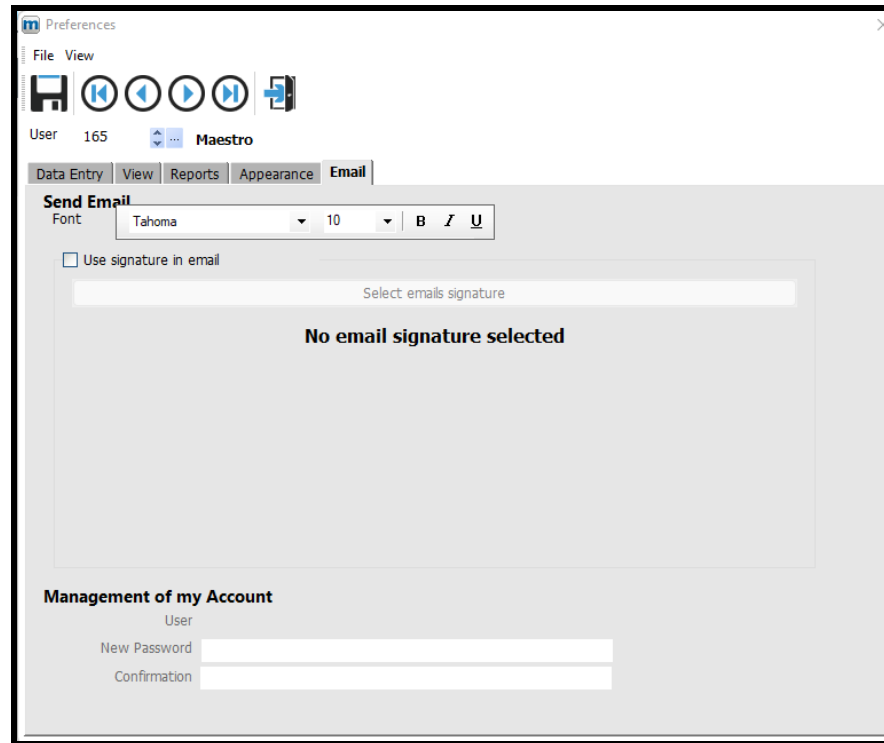 m Preferences
File View
User 165 ... Maestro
Data Entry View Reports Appearance Email
Send Email
Font Tahoma 10 B I U
Use signature in email
Select emails signature
No email signature selected
Management of my Account
User
New Password
Confirmation